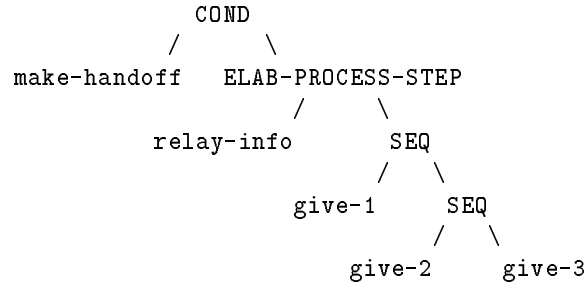 COND
make-handoff ELAB-PROCESS-STEP
relay-info SEQ
give-1 SEQ
give-2 give-3